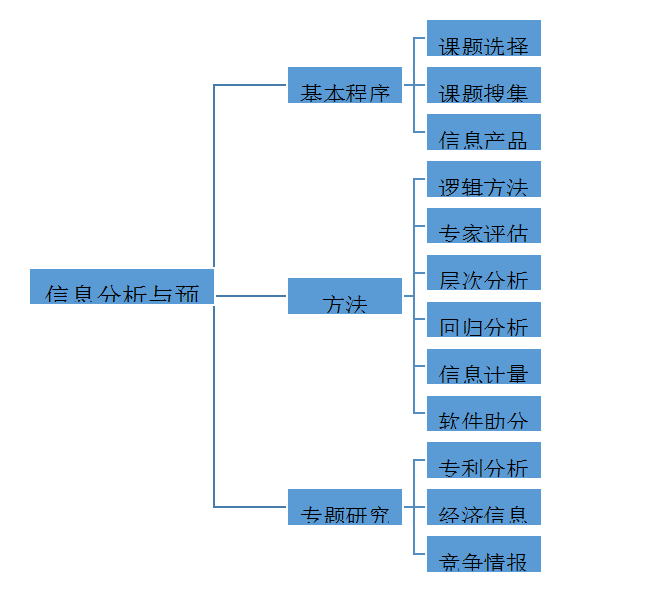 课题选择
基本程序
课题搜集
信息产品
逻辑方法
专家评估
层次分析
信息分析与预
方法
回归分析
信息计量
软件助分
专利分析
专题研究
经济信息
竞争情报